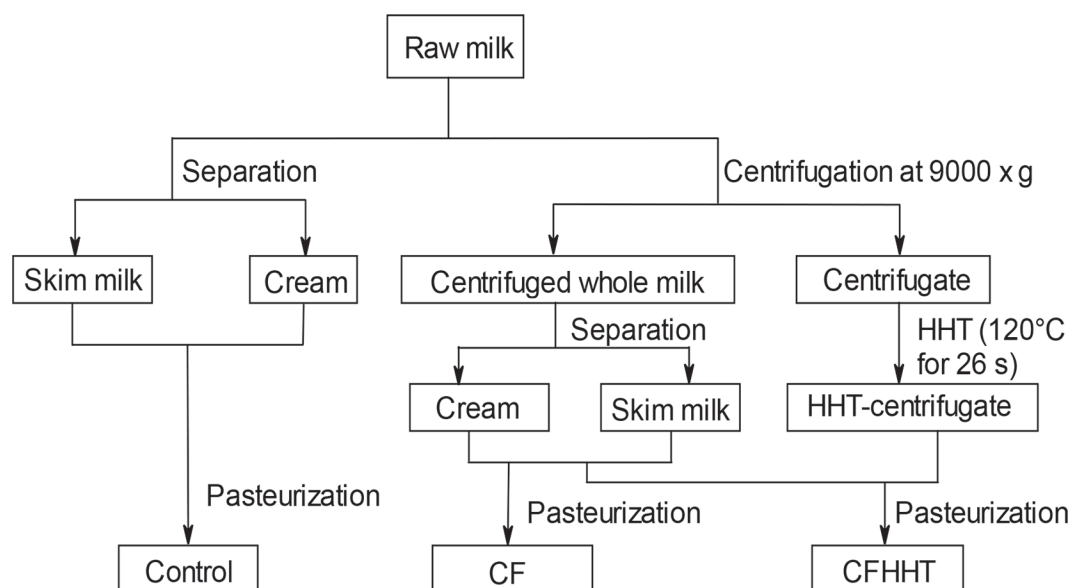 Raw milk
Separation
Centrifugation at 9000 x g
Skim milk
Cream
Centrifuged whole milk
Centrifugate
Separation
HHT (120°C
for 26 s)
Cream
Skim milk
HHT-centrifugate
Pasteurization
Pasteurization
Pasteurization
Control
CF
CFHHT